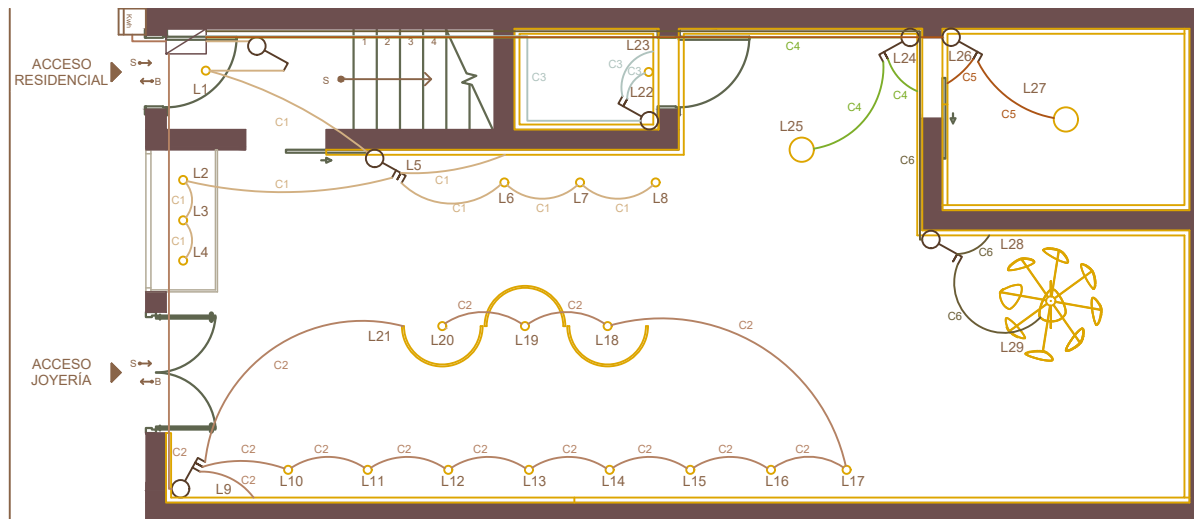 Kwh
1 2 3 4
L23
C4
L24
L26
ACCESO
RESIDENCIAL
S
B
L1
S
C3
C3
C3
L22
C4
C4
C5
L27
C5
C1
L25
L5
C6
L2
C1
C1
C1
L3
C1
C1
C1
L6
L7
L8
L4
C1
L28
C6
C2
C2
C6
L21
L20
L19
L18
C2
L29
ACCESO
JOYERÍA
S
B
C2
C2
C2
C2
C2
C2
C2
C2
C2
C2
C2
L9
L10
L11
L12
L13
L14
L15
L16
L17